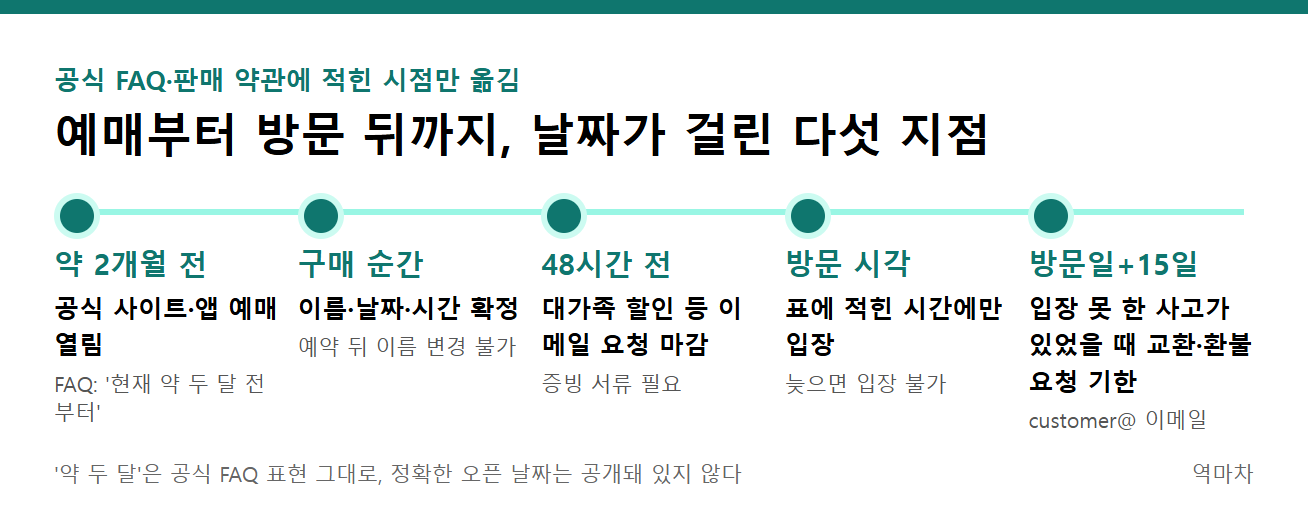 공식 FAQ·판매 약관에 적힌 시점만 옮김
예매부터 방문 뒤까지, 날짜가 걸린 다섯 지점
약 2개월 전
공식 사이트·앱 예매
열림
FAQ: '현재 약 두 달 전
부터'
구매 순간
이름·날짜·시간 확정
예약 뒤 이름 변경 불가
48시간 전
대가족 할인 등 이
메일 요청 마감
증빙 서류 필요
방문 시각
표에 적힌 시간에만
입장
늦으면 입장 불가
방문일+15일
입장 못 한 사고가
있었을 때 교환·환불
요청 기한
customer@ 이메일
'약 두 달'은 공식 FAQ 표현 그대로, 정확한 오픈 날짜는 공개돼 있지 않다
역마차